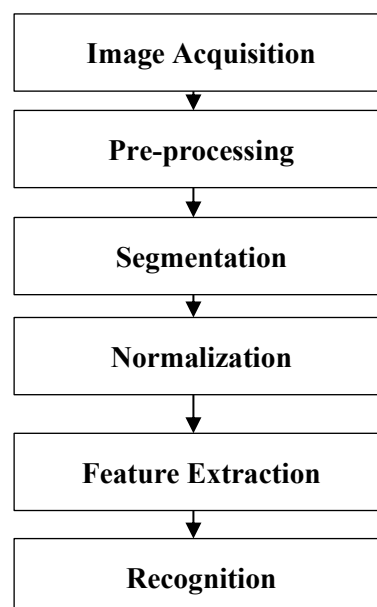 Image Acquisition
Pre-processing
Segmentation
Normalization
Feature Extraction
Recognition